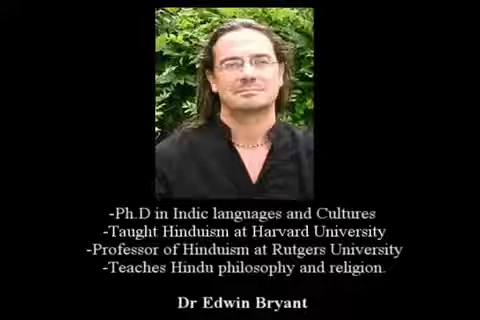 -Ph.D in Indic languages and Cultures
-Taught Hinduism at Harvard University
-Professor of Hinduism at Rutgers University
-Teaches Hindu philosophy and religion.
Dr Edwin Bryant